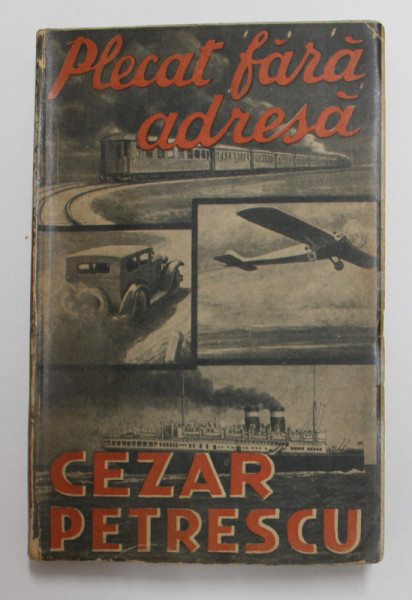 Plecat fără
adresă
CEZAR
PETRESCU